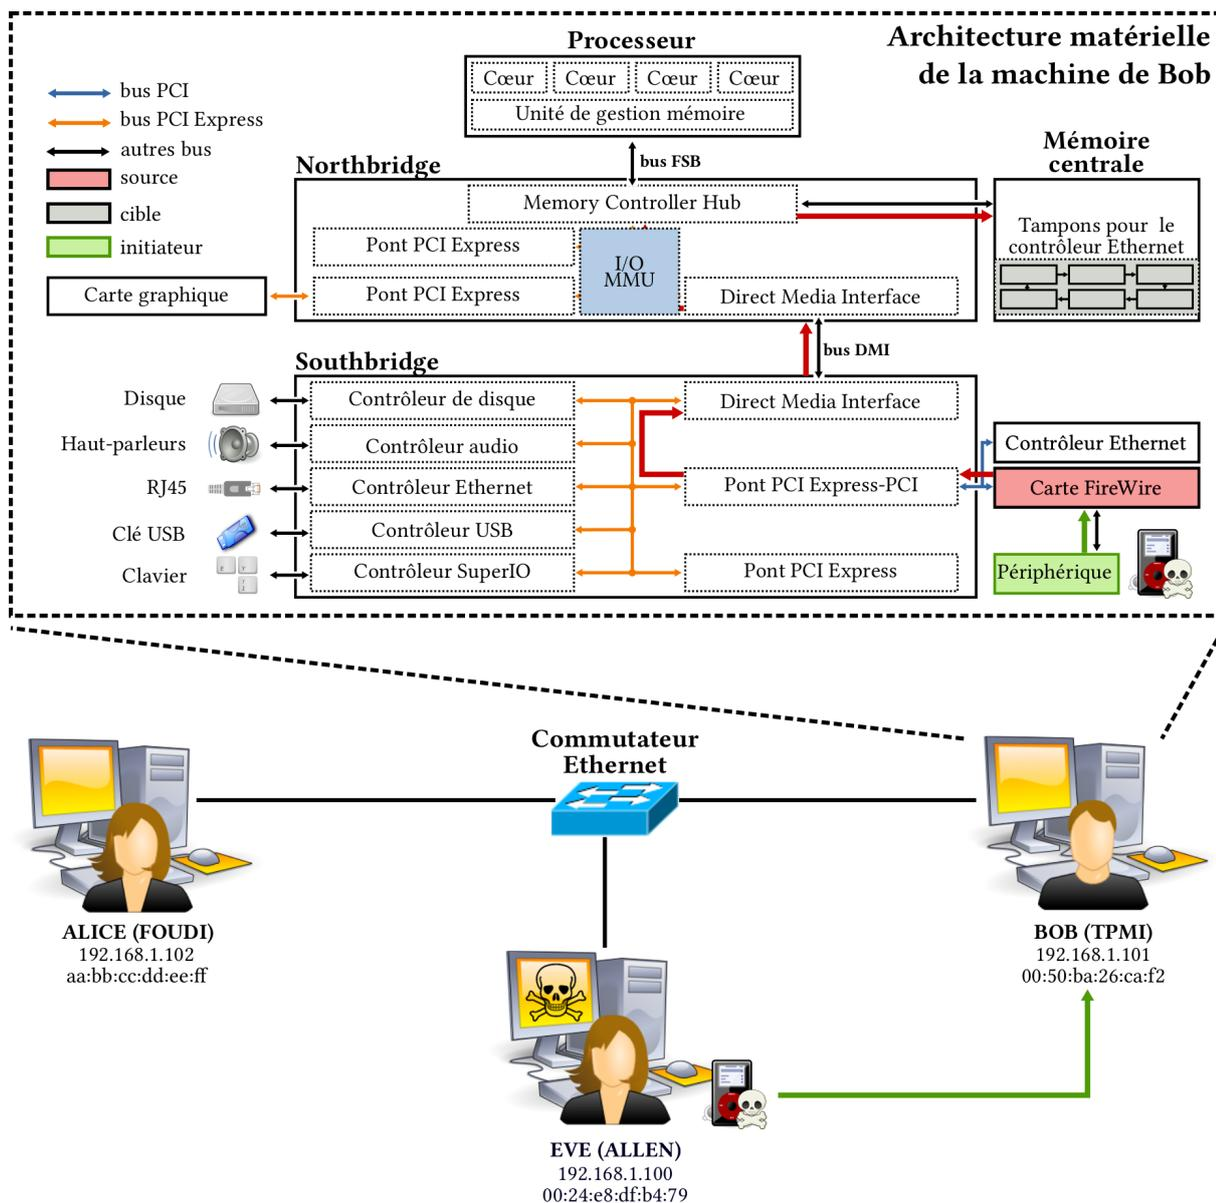 Architecture matérielle
de la machine de Bob
Processeur
Cœur Cœur Cœur Cœur
Unité de gestion mémoire
bus PCI
bus PCI Express
autres bus
source
cible
initiateur
bus FSB
Northbridge
Memory Controller Hub
Pont PCI Express
I/O
MMU
Carte graphique
Pont PCI Express
Direct Media Interface
Mémoire
centrale
Tampons pour le
contrôleur Ethernet
bus DMI
Southbridge
Disque
Contrôleur de disque
Direct Media Interface
Haut-parleurs
Contrôleur audio
Contrôleur Ethernet
RJ45
Contrôleur Ethernet
Pont PCI Express-PCI
Carte FireWire
Clé USB
Contrôleur USB
Clavier
Contrôleur SuperIO
Pont PCI Express
Périphérique
Commutateur
Ethernet
ALICE (FOUDI)
192.168.1.102
aa:bb:cc:dd:ee:ff
BOB (TPMI)
192.168.1.101
00:50:ba:26:ca:f2
EVE (ALLEN)
192.168.1.100
00:24:e8:df:b4:79